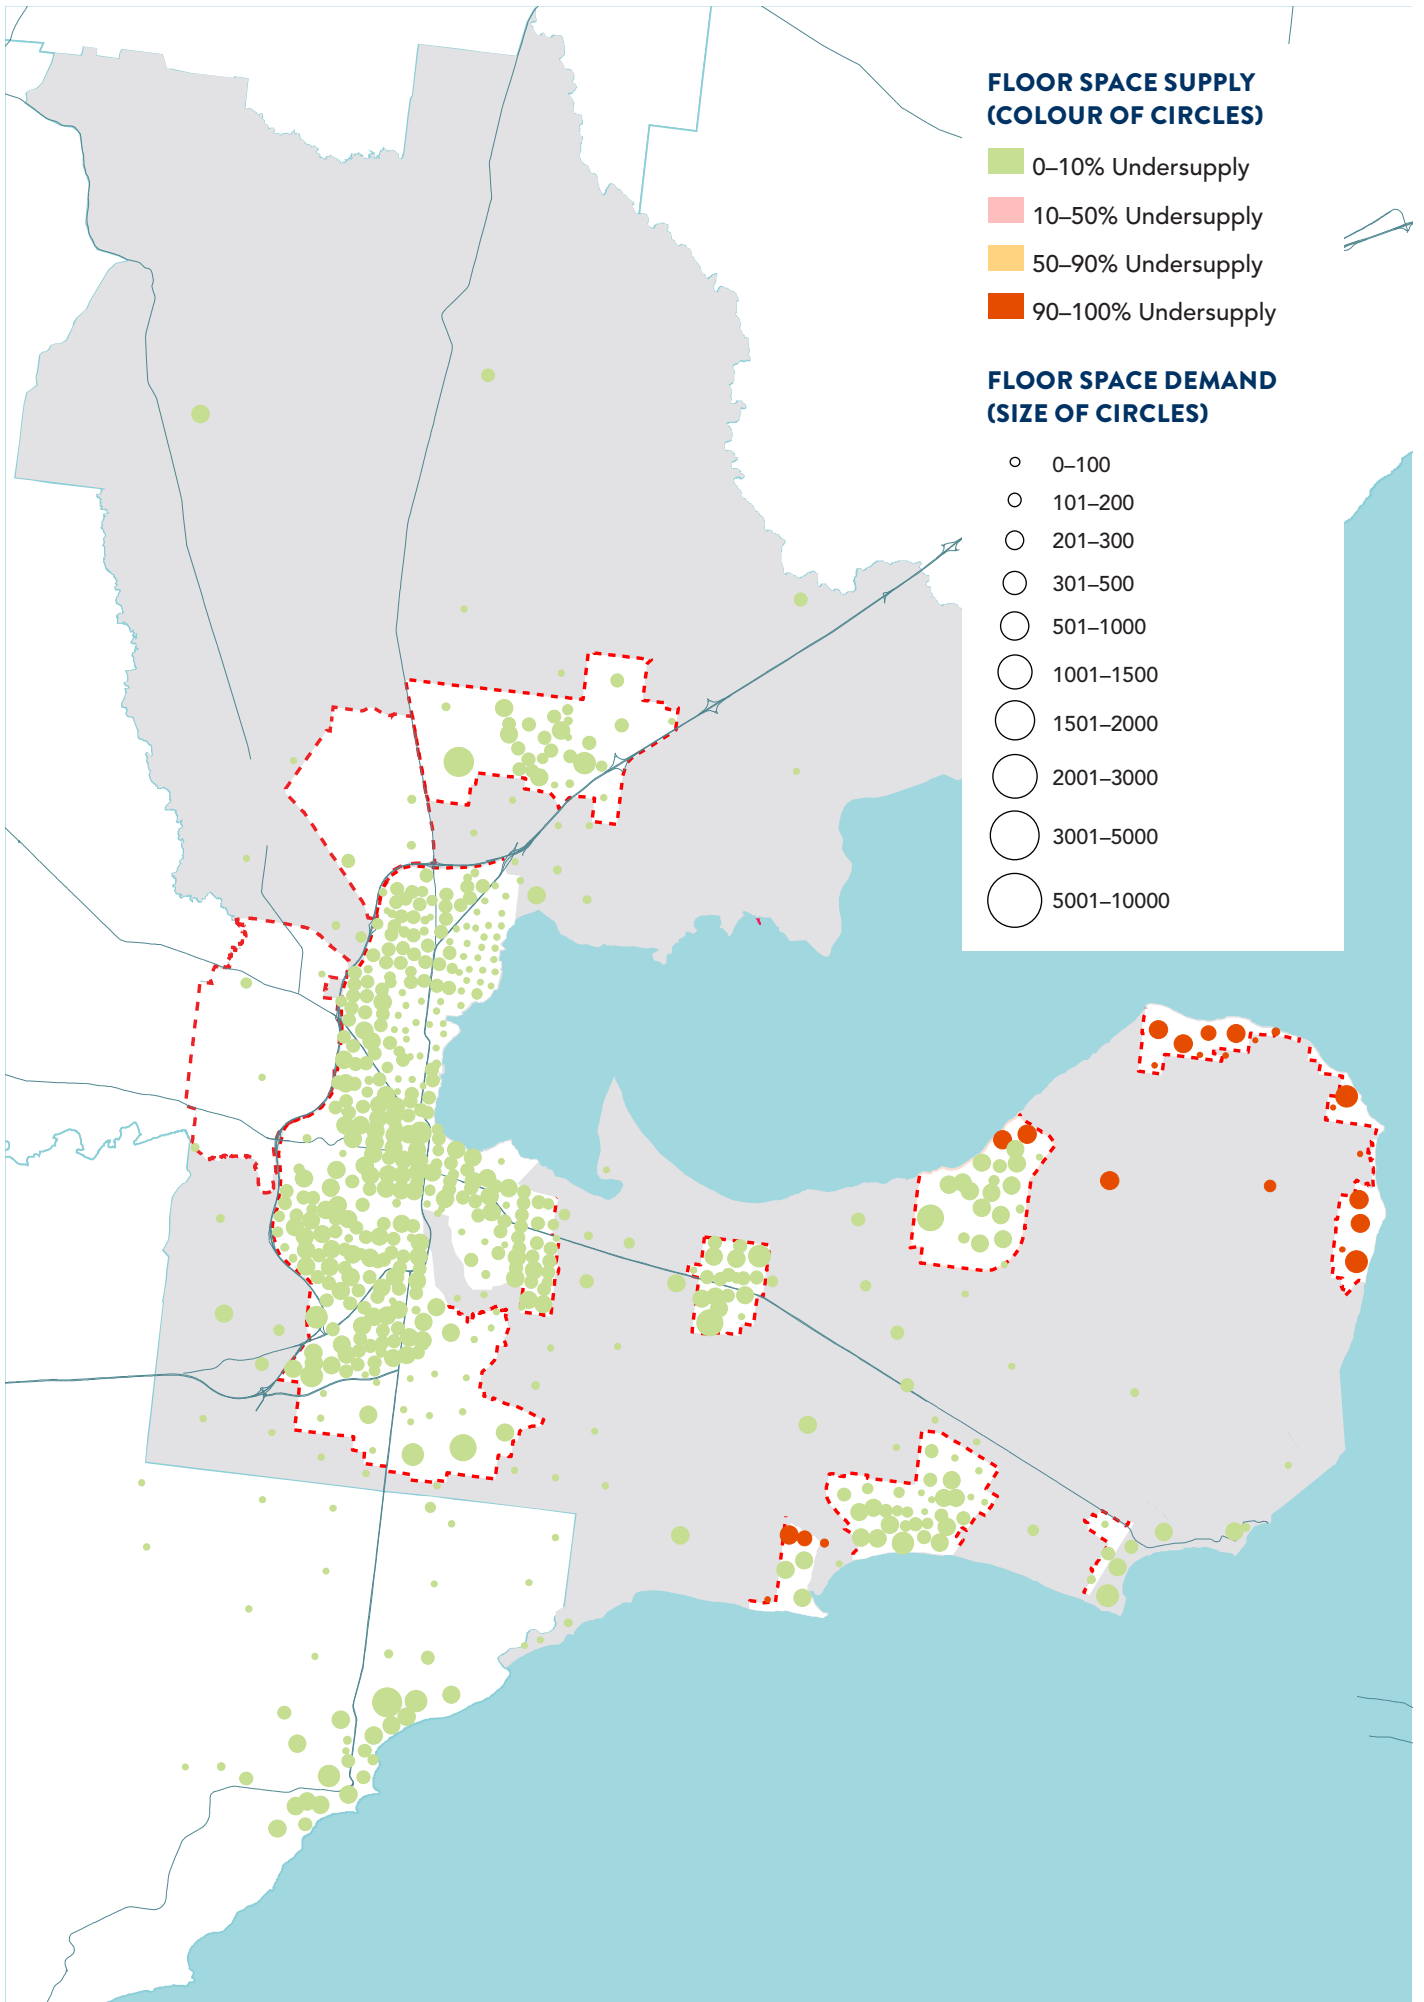 FLOOR SPACE SUPPLY
(COLOUR OF CIRCLES)
0–10% Undersupply
10–50% Undersupply
50–90% Undersupply
90–100% Undersupply
FLOOR SPACE DEMAND
(SIZE OF CIRCLES)
0–100
101–200
201–300
301–500
501–1000
1001–1500
1501–2000
2001–3000
3001–5000
5001–10000